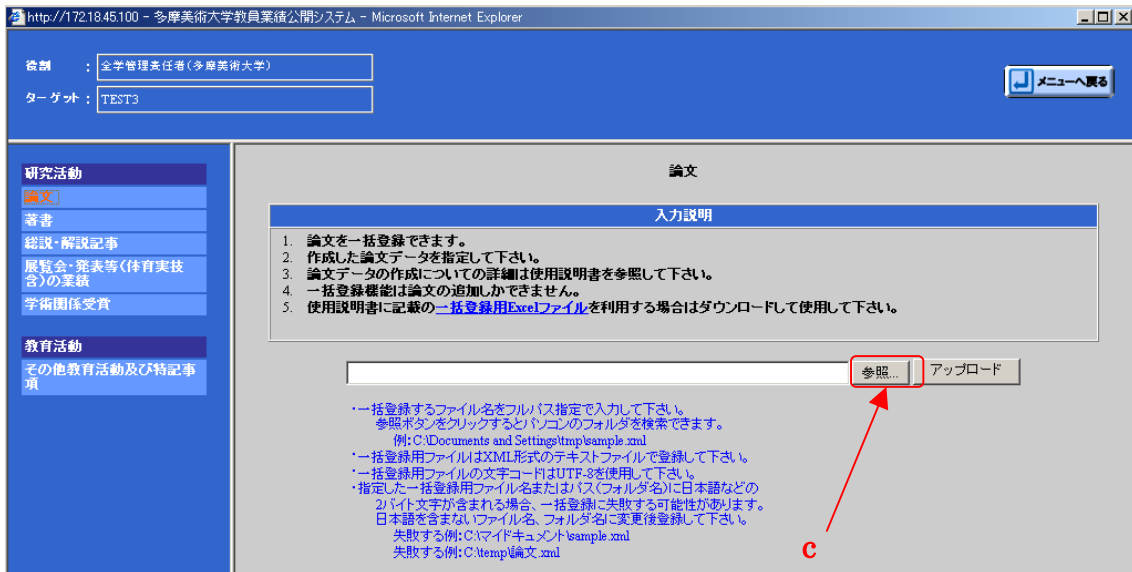 http://172.18.45.100 - 多摩美術大学教員業績公開システム - Microsoft Internet Explorer
役割 : 全学管理責任者(多摩美術大学)
ターゲット : TEST3
メニューへ戻る
研究活動
論文
著書
総説・解説記事
展覧会・発表等(体育実技
含)の業績
学術関係受賞
教育活動
その他教育活動及び特記事
項
論文
入力説明
1. 論文を一括登録できます。
2. 作成した論文データを指定して下さい。
3. 論文データの作成についての詳細は使用説明書を参照して下さい。
4. 一括登録機能は論文の追加しかできません。
5. 使用説明書に記載の一括登録用Excelファイルを利用する場合はダウンロードして使用して下さい。
参照... アップロード
・一括登録するファイル名をフルパス指定で入力して下さい。
参照ボタンをクリックするとパソコンのフォルダを検索できます。
例:C:\Documents and Settings\tmp\sample.xml
・一括登録用ファイルはXML形式のテキストファイルで登録して下さい。
・一括登録用ファイルの文字コードはUTF-8を使用して下さい。
・指定した一括登録用ファイル名またはパス(フォルダ名)に日本語などの
2バイト文字が含まれる場合、一括登録に失敗する可能性があります。
日本語を含まないファイル名、フォルダ名に変更後登録して下さい。
失敗する例:C:\マイドキュメント\sample.xml
失敗する例:C:\temp\論文.xml
c